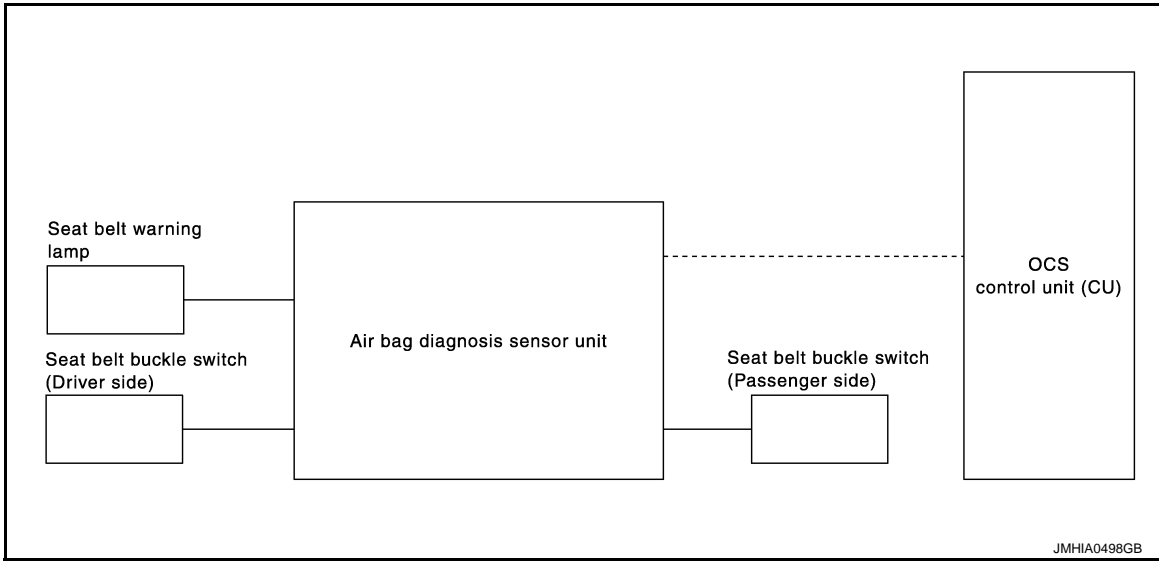 Seat belt warning
lamp
Seat belt buckle switch
(Driver side)
Air bag diagnosis sensor unit
Seat belt buckle switch
(Passenger side)
OCS
control unit (CU)
JMHIA0498GB